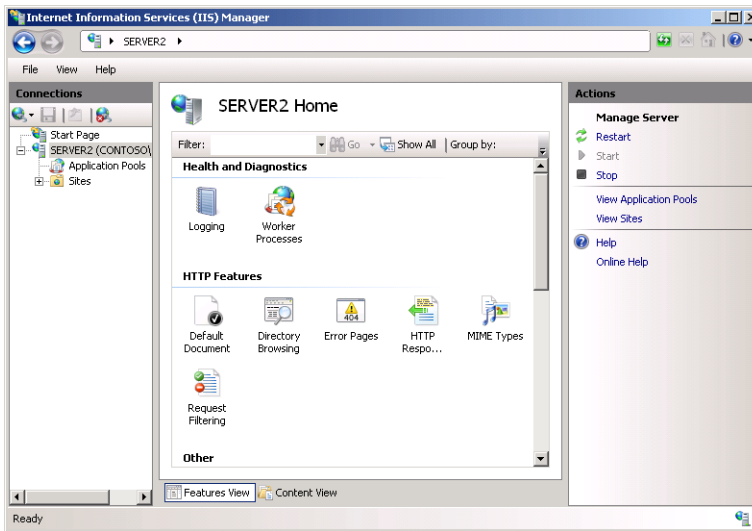 Internet Information Services (IIS) Manager
SERVER2
File View Help
Connections
Start Page
SERVER2 (CONTOSO\
Application Pools
Sites
SERVER2 Home
Filter: Go Show All Group by:
Health and Diagnostics
Logging
Worker
Processes
HTTP Features
Default
Document
Directory
Browsing
Error Pages
HTTP
Respo...
MIME Types
Request
Filtering
Other
Features View Content View
Actions
Manage Server
Restart
Start
Stop
View Application Pools
View Sites
Help
Online Help
Ready